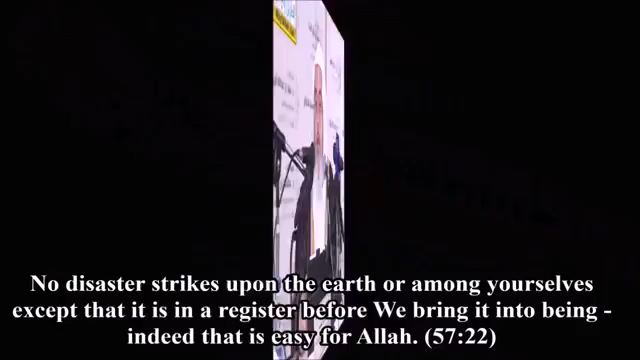 No disaster strikes upon the earth or among yourselves
except that it is in a register before We bring it into being -
indeed that is easy for Allah. (57:22)